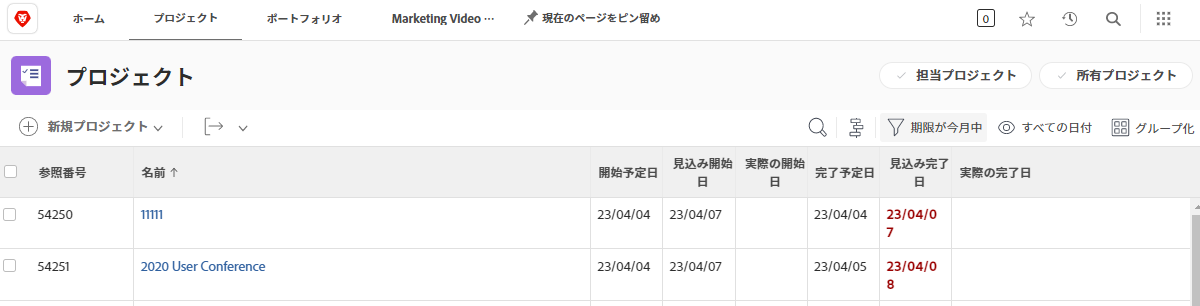 ホーム プロジェクト ポートフォリオ Marketing Video ··· 現在のページをピン留め 0
プロジェクト 担当プロジェクト 所有プロジェクト
新規プロジェクト 期限が今月中 すべての日付 グループ化
参照番号 名前 ↑ 開始予定日 見込み開始日 実際の開始日 完了予定日 見込み完了日 実際の完了日
54250 11111 23/04/04 23/04/07 23/04/04 23/04/07
54251 2020 User Conference 23/04/04 23/04/07 23/04/05 23/04/08